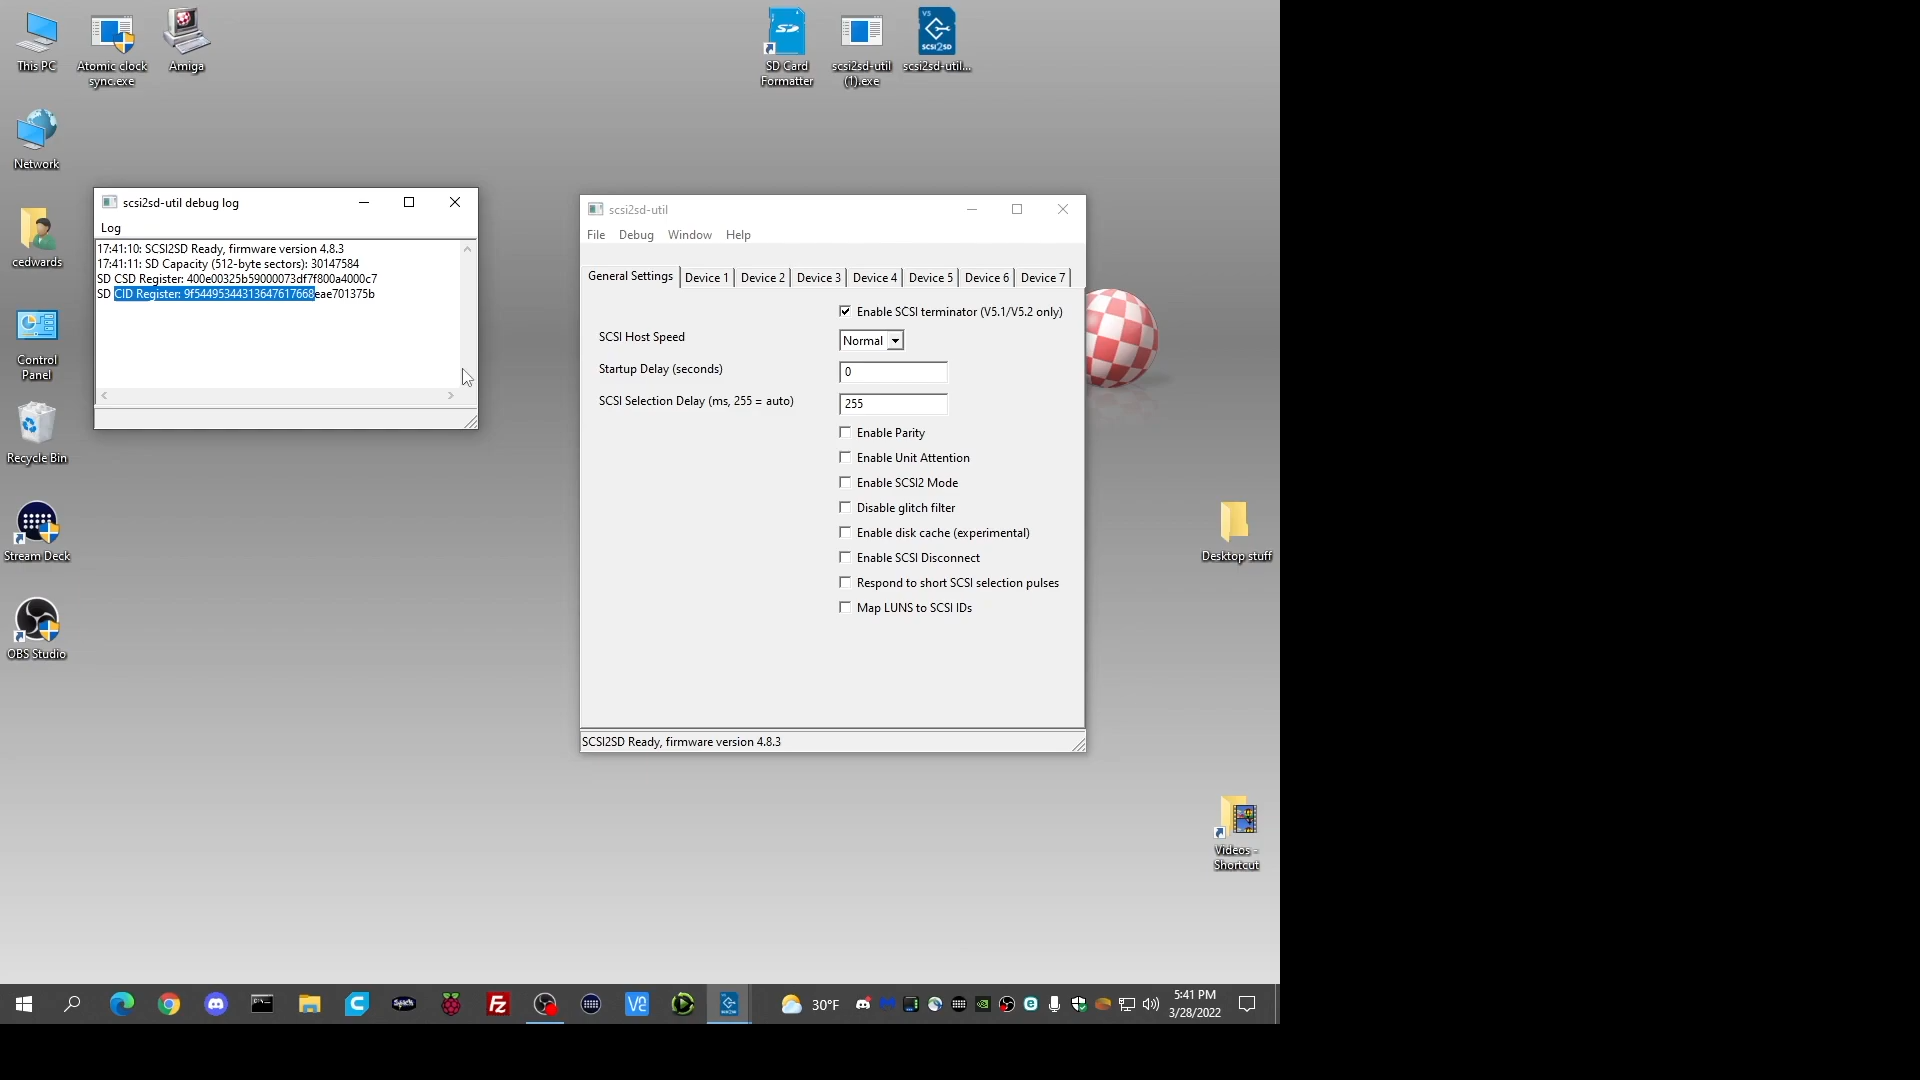 This PC
Atomic clock
sync.exe
Amiga
SD Card
Formatter
scsi2sd-util
(1).exe
V5
SCSI2SD
scsi2sd-util...
Network
cedwards
Control
Panel
Recycle Bin
Stream Deck
OBS Studio
scsi2sd-util debug log
Log
17:41:10: SCSI2SD Ready, firmware version 4.8.3
17:41:11: SD Capacity (512-byte sectors): 30147584
SD CSD Register: 400e00325b59000073df7f800a4000c7
SD CID Register: 9f54495344313647617668eae701375b
scsi2sd-util
File Debug Window Help
General Settings Device 1 Device 2 Device 3 Device 4 Device 5 Device 6 Device 7
Enable SCSI terminator (V5.1/V5.2 only)
SCSI Host Speed Normal
Startup Delay (seconds) 0
SCSI Selection Delay (ms, 255 = auto) 255
Enable Parity
Enable Unit Attention
Enable SCSI2 Mode
Disable glitch filter
Enable disk cache (experimental)
Enable SCSI Disconnect
Respond to short SCSI selection pulses
Map LUNS to SCSI IDs
SCSI2SD Ready, firmware version 4.8.3
Desktop stuff
Videos -
Shortcut
30°F
5:41 PM
3/28/2022